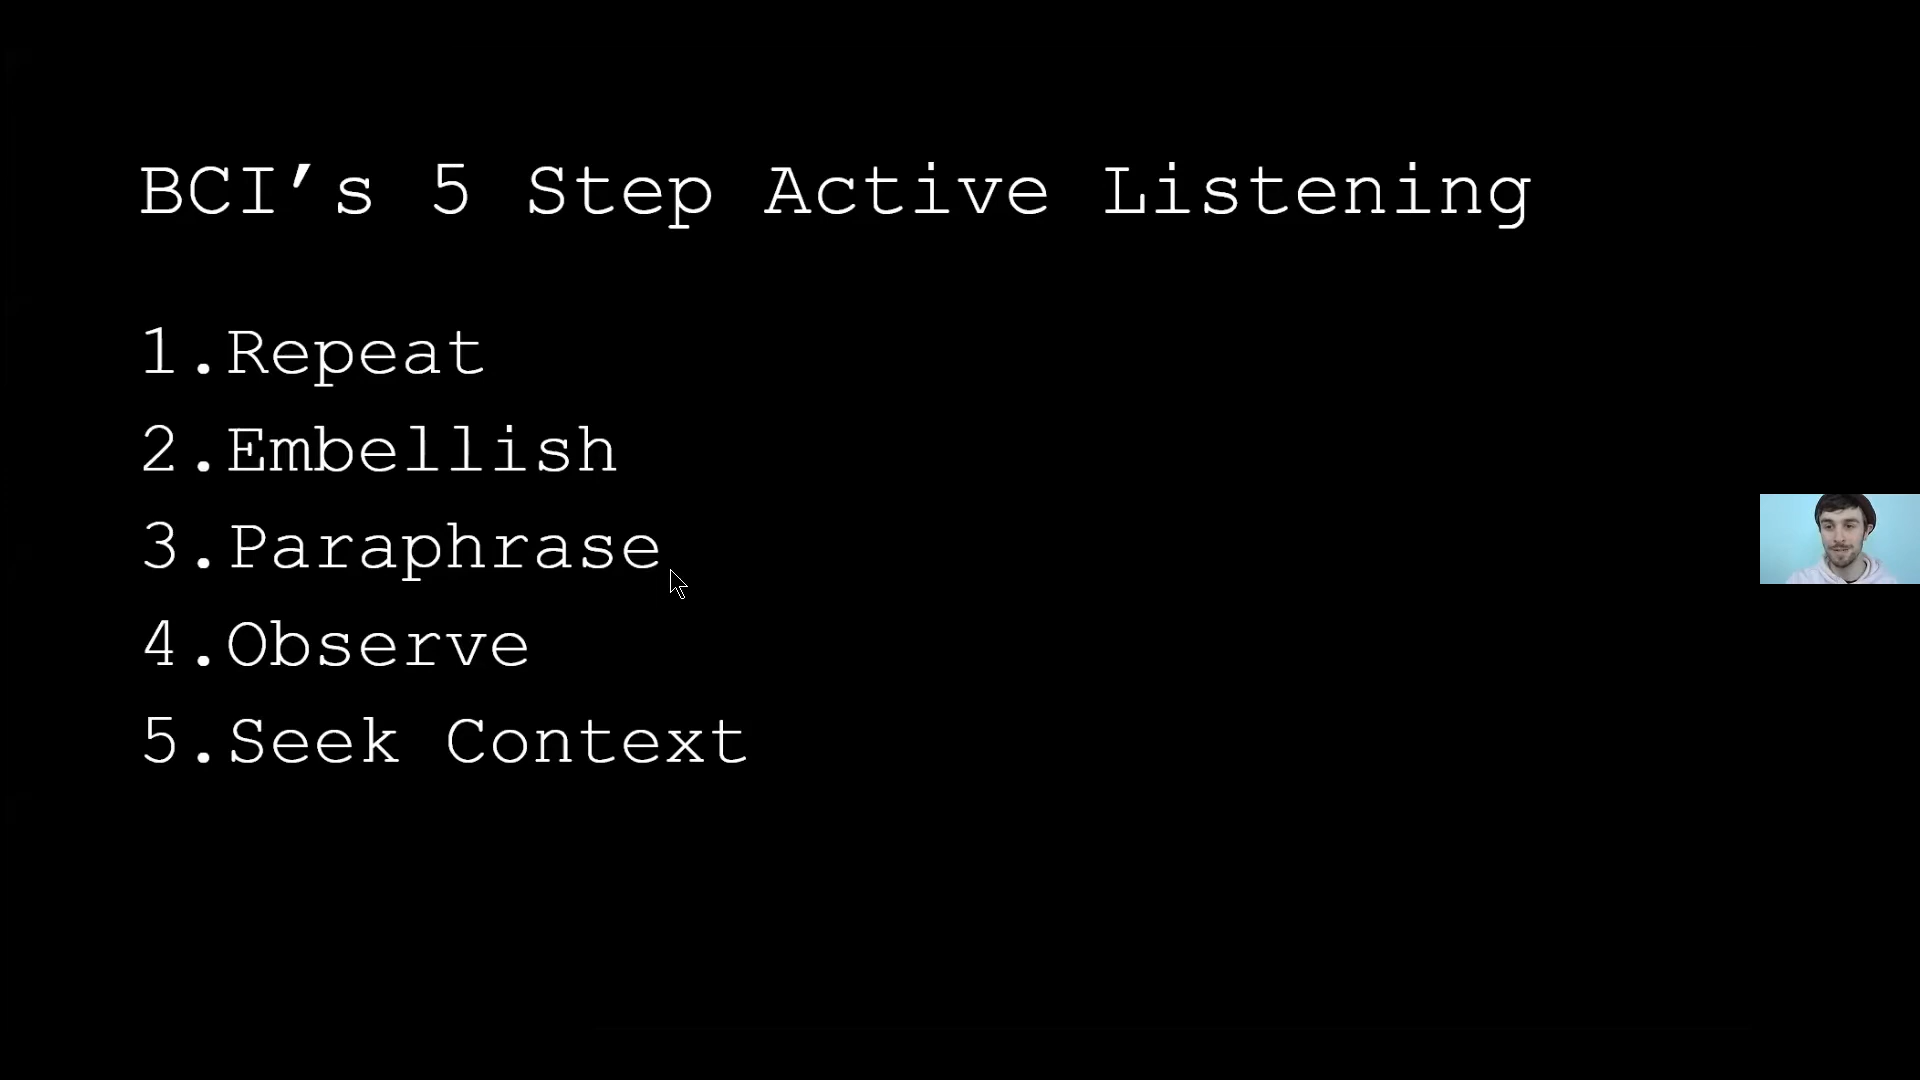 BCI’s 5 Step Active Listening
1.Repeat
2.Embellish
3.Paraphrase
4.Observe
5.Seek Context